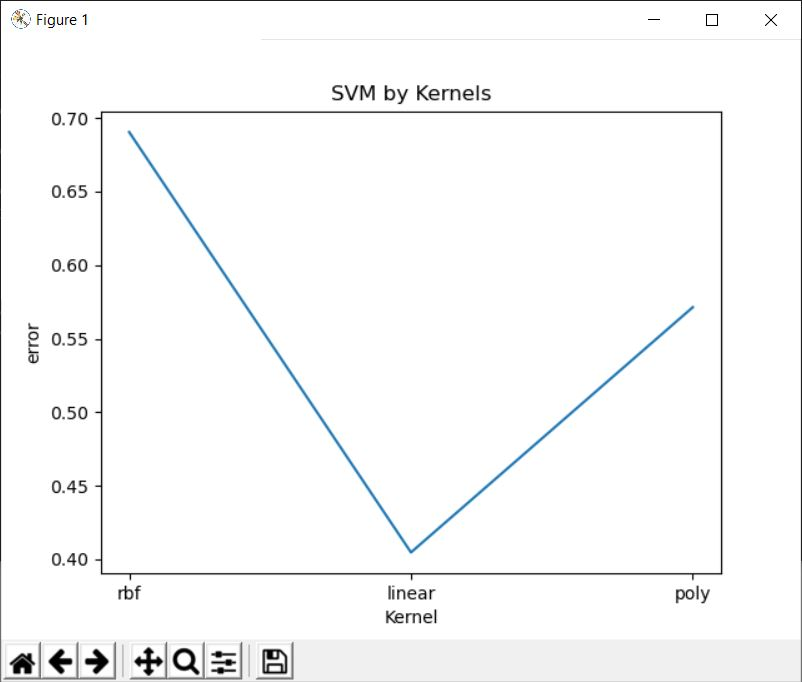 Figure 1
SVM by Kernels
0.70
0.65
0.60
0.55
0.50
0.45
0.40
error
rbf linear poly
Kernel